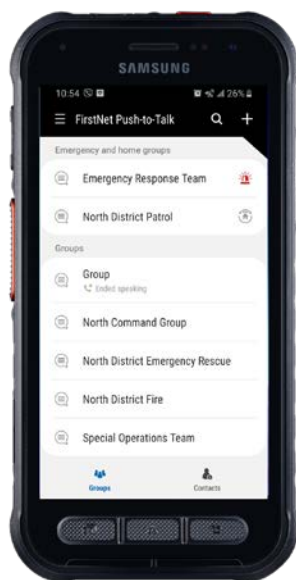 SAMSUNG
10:54 26%
FirstNet Push-to-Talk
Emergency and home groups
Emergency Response Team
North District Patrol
Groups
Group
Ended speaking
North Command Group
North District Emergency Rescue
North District Fire
Special Operations Team
Groups Contacts